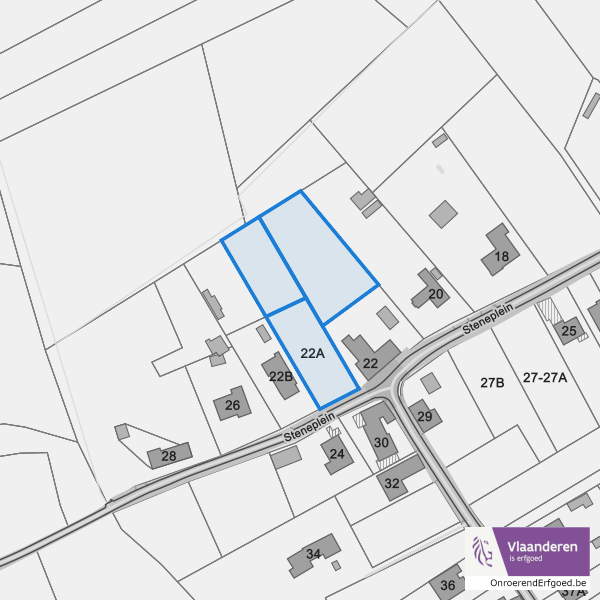 18
20
Steneplein
25
22A
22
22B
27-27A
27B
26
29
Steneplein
30
28
24
32
34
Vlaanderen
is erfgoed
OnroerendErfgoed.be
36
37A